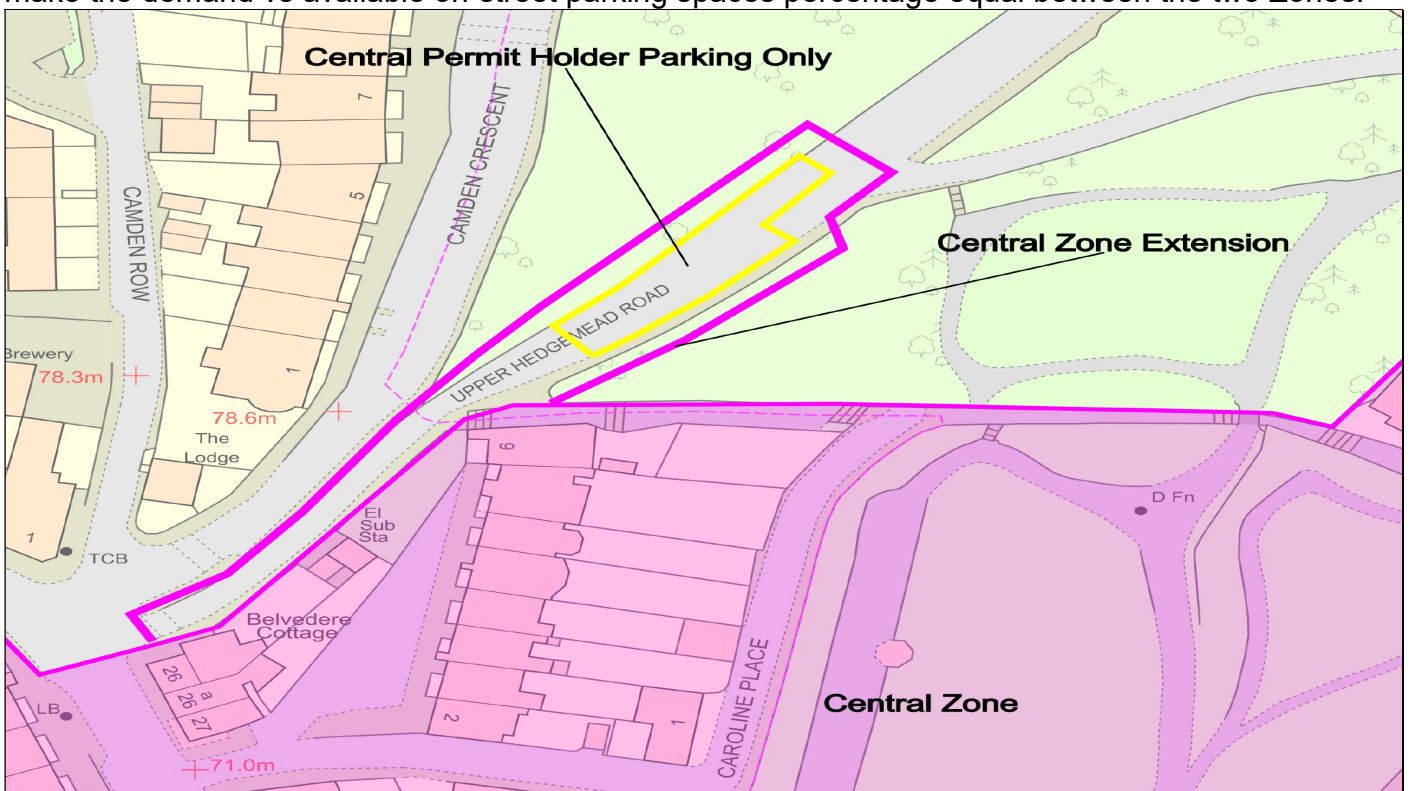 make the demand vs available on-street parking spaces percentage equal between the two Zones.
Central Permit Holder Parking Only
7
CAMDEN CRESCENT
5
CAMDEN ROW
Central Zone Extension
UPPER HEDGEMEAD ROAD
Brewery
78.3m
1
78.6m
The
Lodge
9
D Fn
El
Sub
Sta
1
TCB
Belvedere
Cottage
CAROLINE PLACE
26
a
26
27
Central Zone
LB
2
1
71.0m